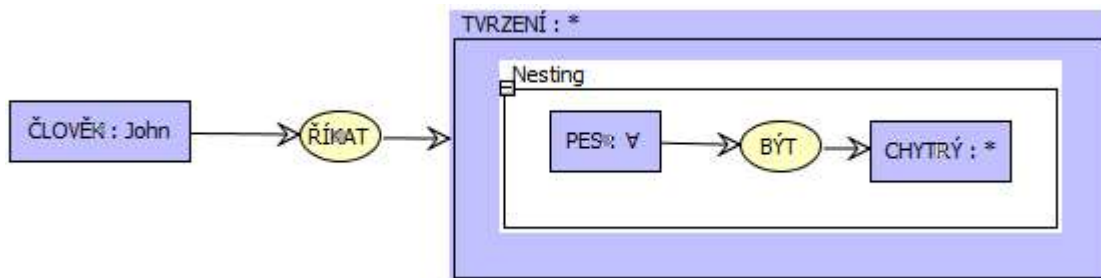 TVRZENÍ : *
Nesting
ČLOVĚK : John
ŘÍKAT
PES : ∀
BÝT
CHYTRÝ : *